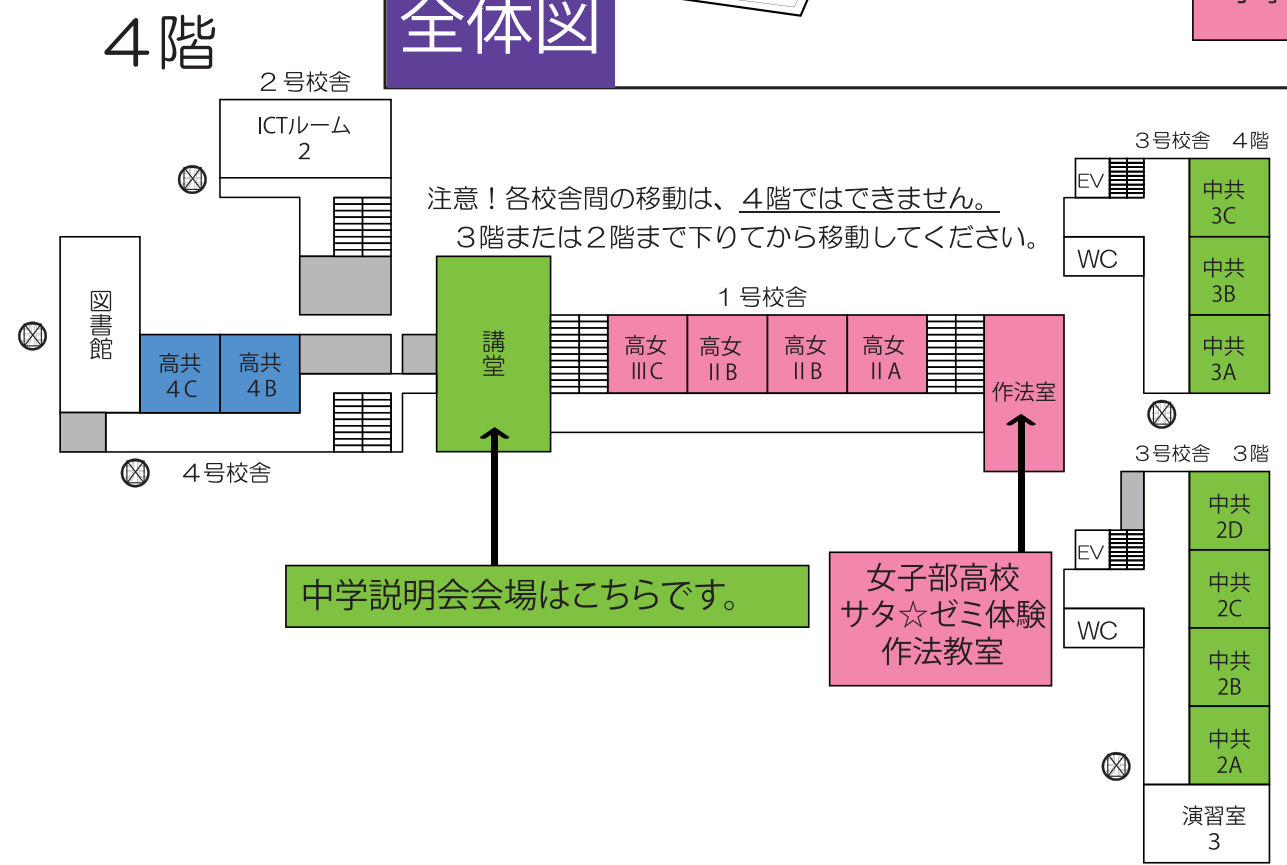 全体図
4階
2号校舎
ICTルーム
2
注意！各校舎間の移動は、4階ではできません。
3階または2階まで下りてから移動してください。
図書館
高共
4C
高共
4B
4号校舎
講堂
1号校舎
高女
ⅢC
高女
ⅡB
高女
ⅡB
高女
ⅡA
作法室
中学説明会会場はこちらです。
女子部高校
サタ☆ゼミ体験
作法教室
3号校舎 4階
EV
WC
中共
3C
中共
3B
中共
3A
3号校舎 3階
EV
WC
中共
2D
中共
2C
中共
2B
中共
2A
演習室
3